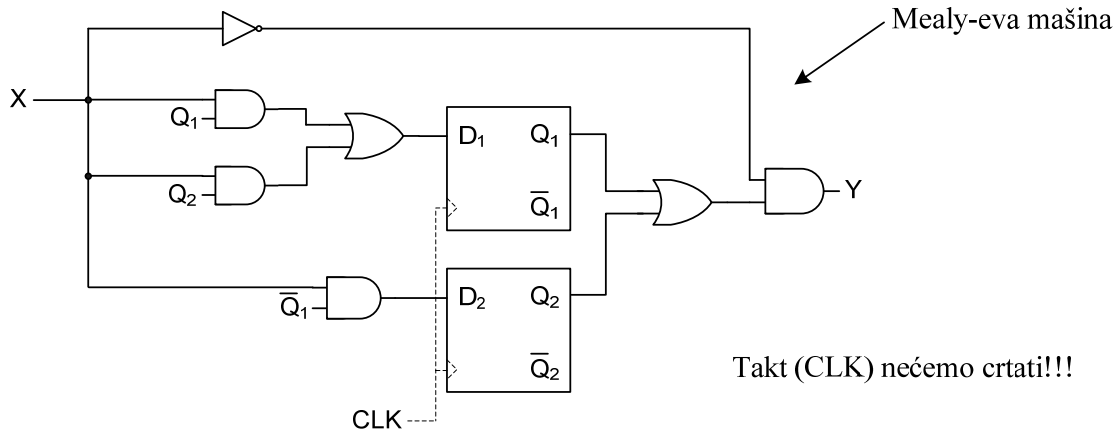 Mealy-eva mašina
X
Q₁
Q₂
D₁ Q₁
Q̅₁
Y
Q̅₁
D₂ Q₂
Q̅₂
Takt (CLK) nećemo crtati!!!
CLK